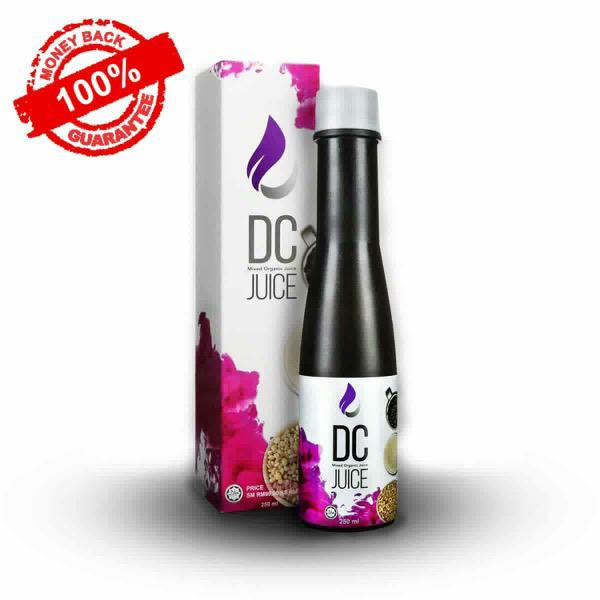 MONEY BACK
100%
GUARANTEE
DC
Mixed Organic Juice
JUICE
PRICE
250 ml
DC
Mixed Organic Juice
JUICE
250 ml